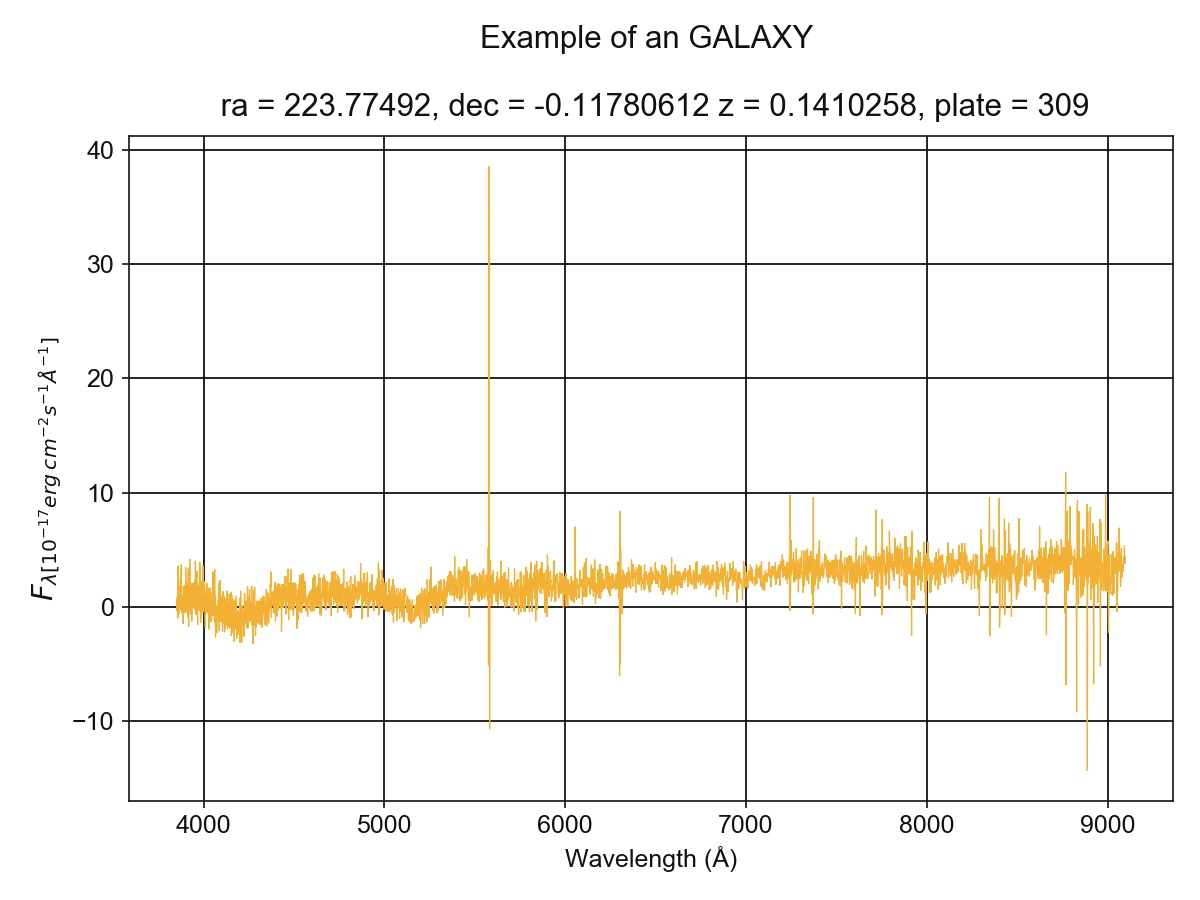 Example of an GALAXY
ra = 223.77492, dec = -0.11780612 z = 0.1410258, plate = 309
40
30
20
10
0
−10
F_{λ[10^{−17}erg cm^{−2}s^{−1}Å^{−1}]}
4000 5000 6000 7000 8000 9000
Wavelength (Å)